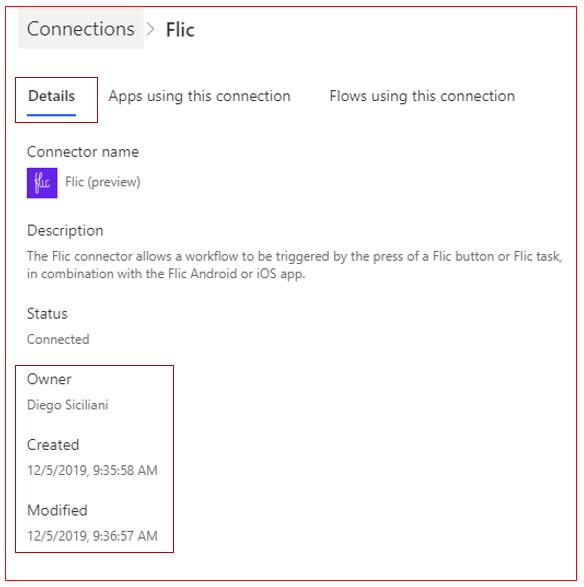 Connections > Flic
Details Apps using this connection Flows using this connection
Connector name
flic Flic (preview)
Description
The Flic connector allows a workflow to be triggered by the press of a Flic button or Flic task,
in combination with the Flic Android or iOS app.
Status
Connected
Owner
Diego Siciliani
Created
12/5/2019, 9:35:58 AM
Modified
12/5/2019, 9:36:57 AM